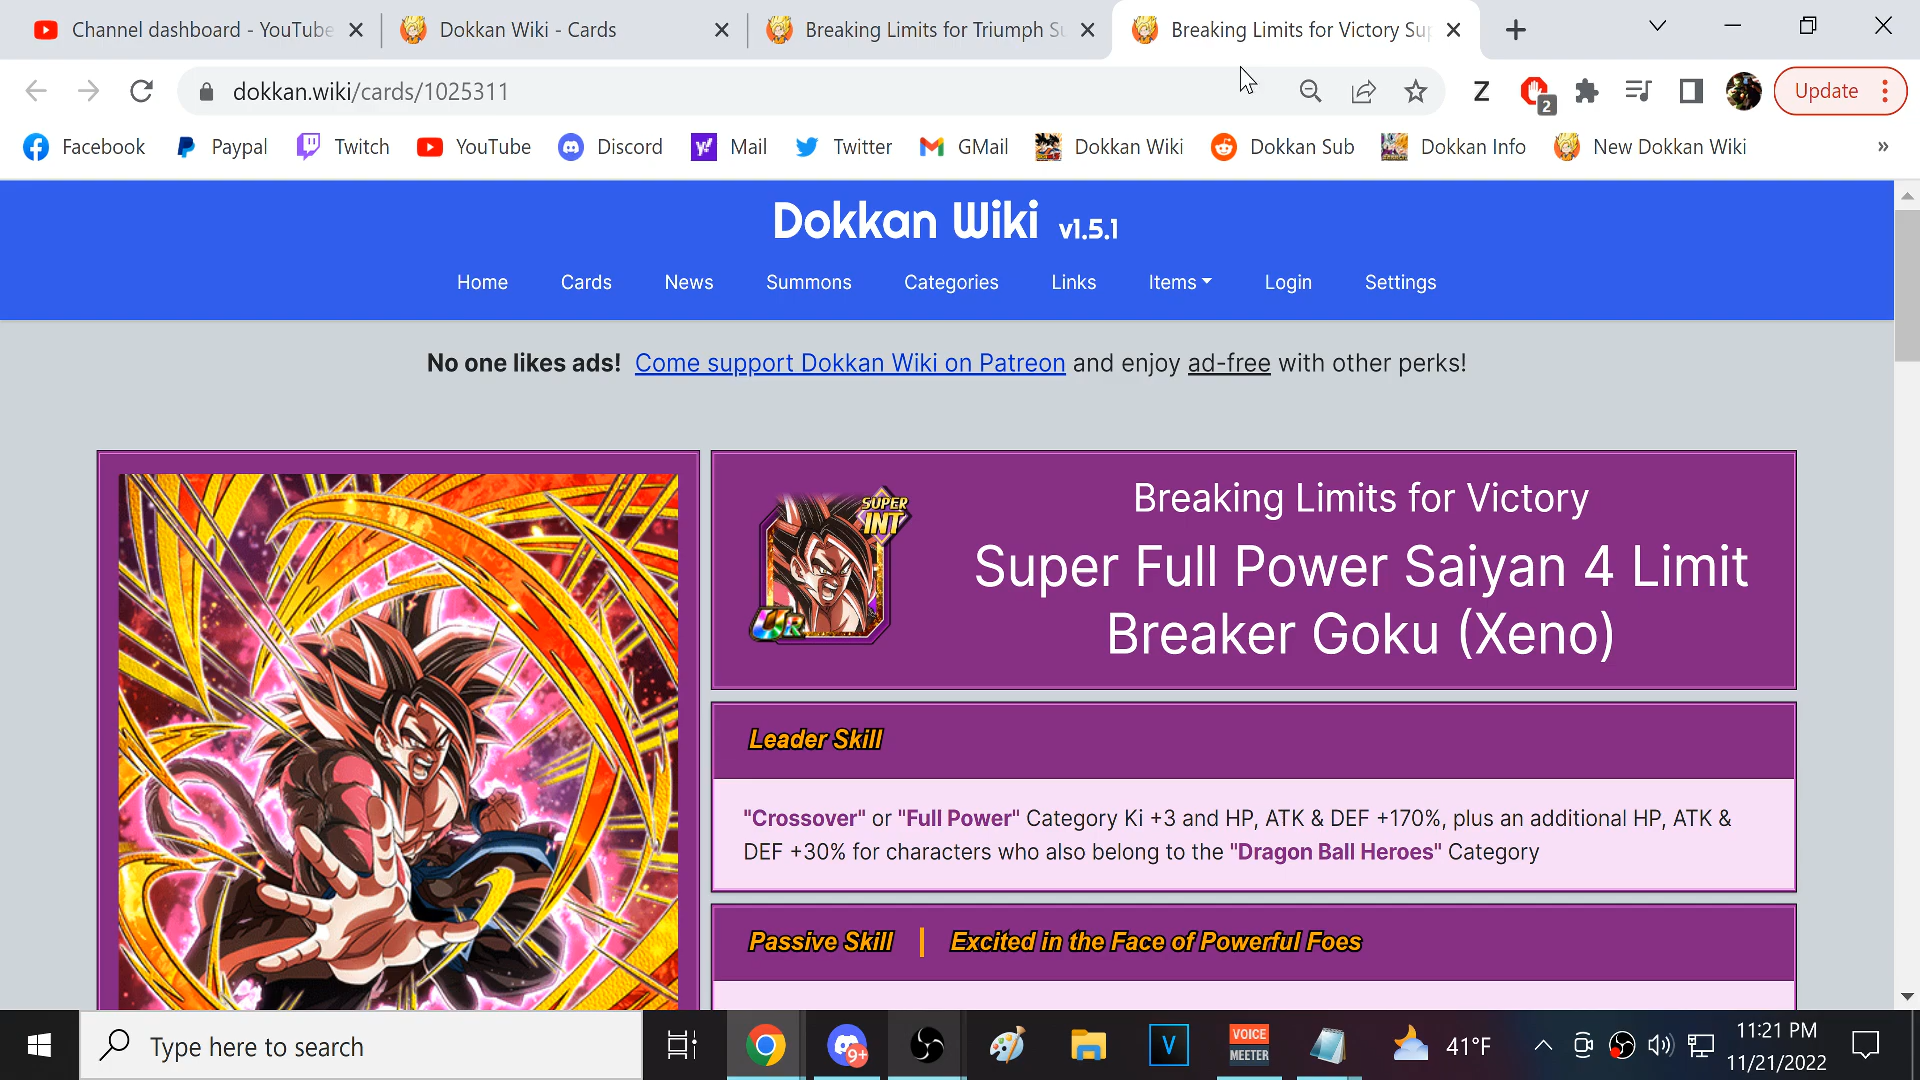 Channel dashboard - YouTube
Dokkan Wiki - Cards
Breaking Limits for Triumph Su
Breaking Limits for Victory Sup
dokkan.wiki/cards/1025311
Z
2
Update
Facebook
Paypal
Twitch
YouTube
Discord
y!
Mail
Twitter
GMail
Dokkan Wiki
Dokkan Sub
Dokkan Info
New Dokkan Wiki
»
Dokkan Wiki v1.5.1
Home
Cards
News
Summons
Categories
Links
Items
Login
Settings
No one likes ads! Come support Dokkan Wiki on Patreon and enjoy ad-free with other perks!
SUPER
INT
UR
Breaking Limits for Victory
Super Full Power Saiyan 4 Limit
Breaker Goku (Xeno)
Leader Skill
"Crossover" or "Full Power" Category Ki +3 and HP, ATK & DEF +170%, plus an additional HP, ATK &
DEF +30% for characters who also belong to the "Dragon Ball Heroes" Category
Passive Skill | Excited in the Face of Powerful Foes
Type here to search
9+
V
VOICE
MEETER
41°F
11:21 PM
11/21/2022